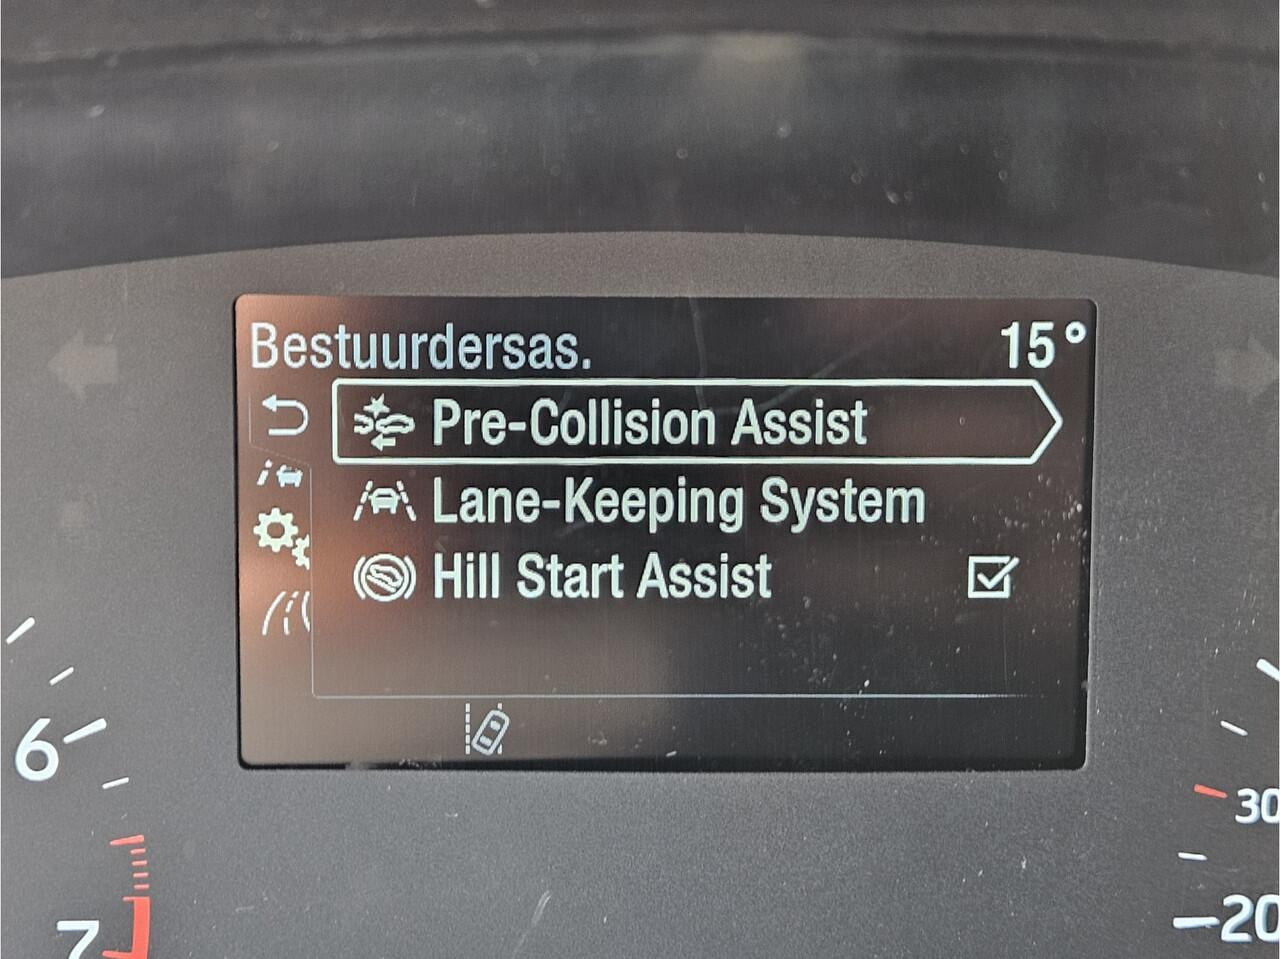 Bestuurdersas. 15°
Pre-Collision Assist
Lane-Keeping System
Hill Start Assist
6
7
30
20